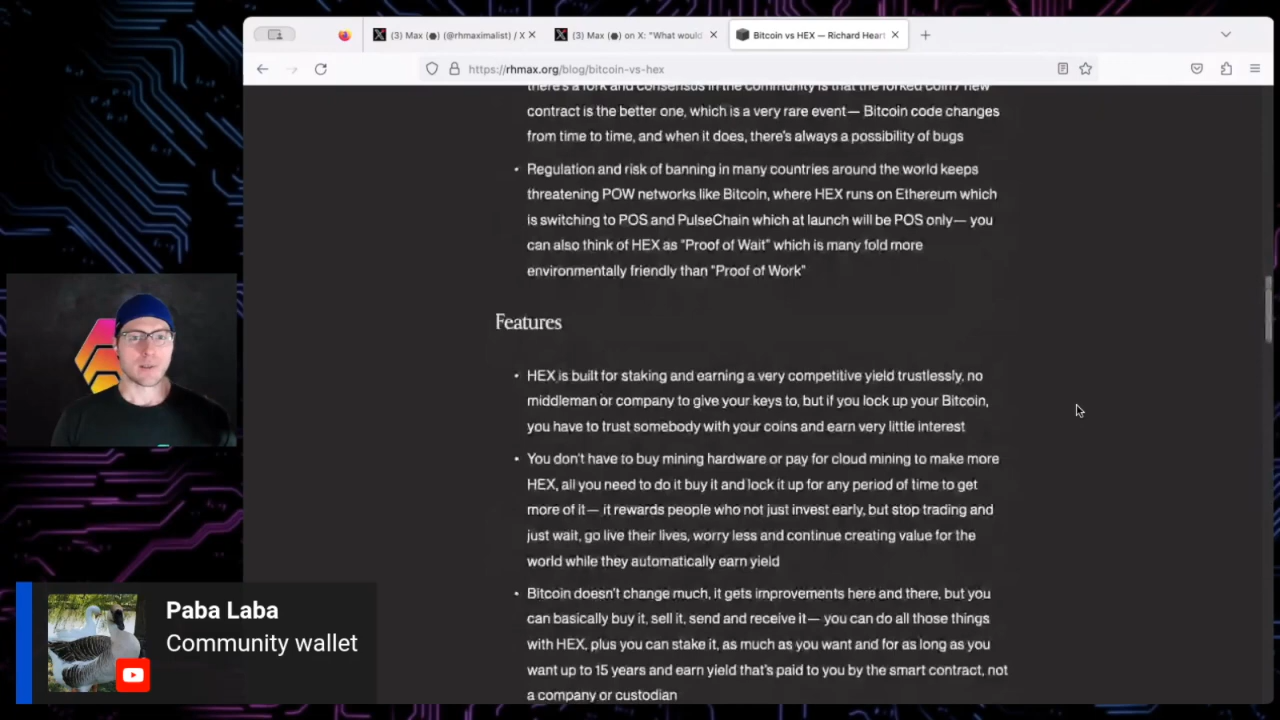 (3) Max (⬣) (@rhmaximalist) / X
(3) Max (⬣) on X: "What would
Bitcoin vs HEX — Richard Heart
https://rhmax.org/blog/bitcoin-vs-hex
there's a fork and consensus in the community is that the forked coin / new
contract is the better one, which is a very rare event— Bitcoin code changes
from time to time, and when it does, there's always a possibility of bugs
• Regulation and risk of banning in many countries around the world keeps
threatening POW networks like Bitcoin, where HEX runs on Ethereum which
is switching to POS and PulseChain which at launch will be POS only— you
can also think of HEX as "Proof of Wait" which is many fold more
environmentally friendly than "Proof of Work"
Features
• HEX is built for staking and earning a very competitive yield trustlessly, no
middleman or company to give your keys to, but if you lock up your Bitcoin,
you have to trust somebody with your coins and earn very little interest
• You don't have to buy mining hardware or pay for cloud mining to make more
HEX, all you need to do it buy it and lock it up for any period of time to get
more of it— it rewards people who not just invest early, but stop trading and
just wait, go live their lives, worry less and continue creating value for the
world while they automatically earn yield
• Bitcoin doesn't change much, it gets improvements here and there, but you
can basically buy it, sell it, send and receive it— you can do all those things
with HEX, plus you can stake it, as much as you want and for as long as you
want up to 15 years and earn yield that's paid to you by the smart contract, not
a company or custodian
Paba Laba
Community wallet